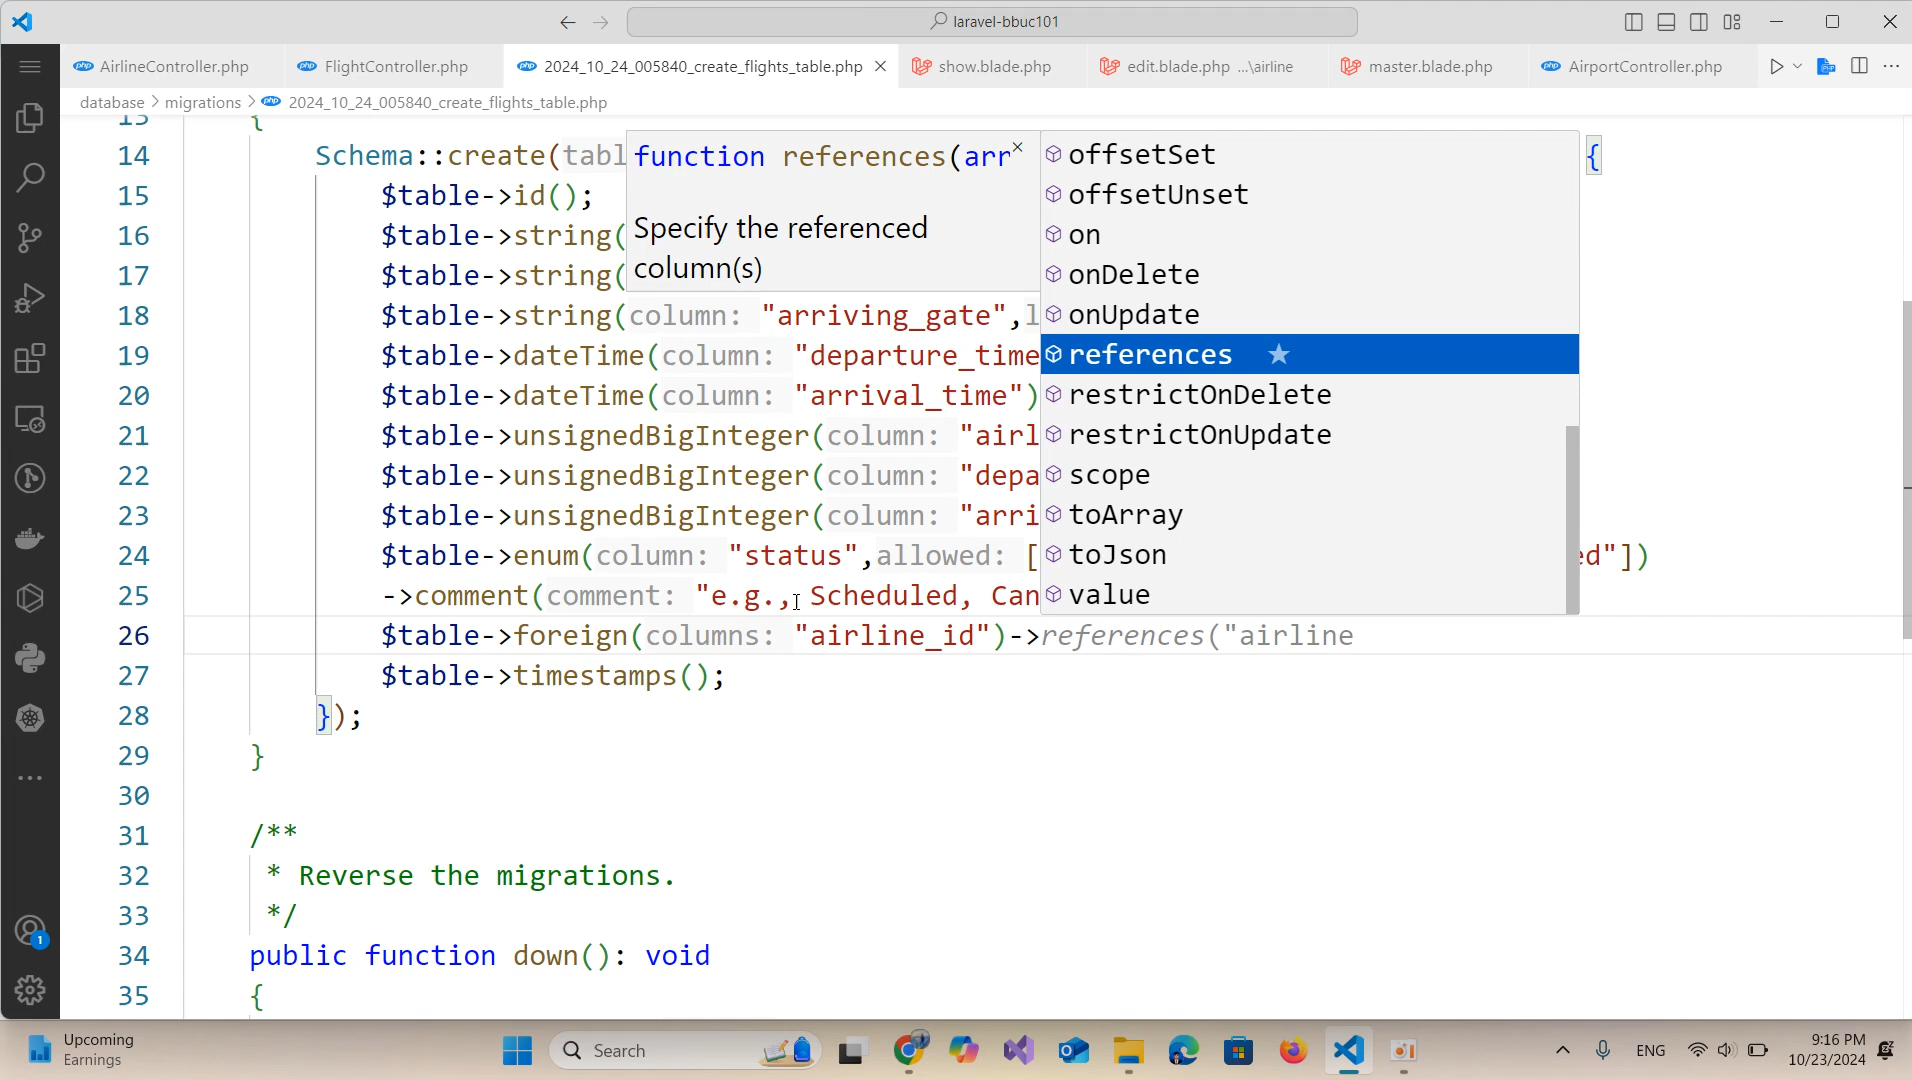 laravel-bbuc101
AirlineController.php
FlightController.php
2024_10_24_005840_create_flights_table.php
show.blade.php
edit.blade.php ...\airline
master.blade.php
AirportController.php
database > migrations > 2024_10_24_005840_create_flights_table.php
13 {
14 Schema::create(tabl
{
function references(arr
Specify the referenced
column(s)
15 $table->id();
16 $table->string(
17 $table->string(
18 $table->string(column: "arriving_gate",l
19 $table->dateTime(column: "departure_time
20 $table->dateTime(column: "arrival_time")
21 $table->unsignedBigInteger(column: "airl
22 $table->unsignedBigInteger(column: "depa
23 $table->unsignedBigInteger(column: "arri
24 $table->enum(column: "status",allowed: [
ed"])
25 ->comment(comment: "e.g., Scheduled, Can
26 $table->foreign(columns: "airline_id")->references("airline
27 $table->timestamps();
28 });
29 }
30
31 /**
32 * Reverse the migrations.
33 */
34 public function down(): void
35 {
offsetSet
offsetUnset
on
onDelete
onUpdate
references
restrictOnDelete
restrictOnUpdate
scope
toArray
toJson
value
1
Upcoming
Earnings
Search
ENG
9:16 PM
10/23/2024